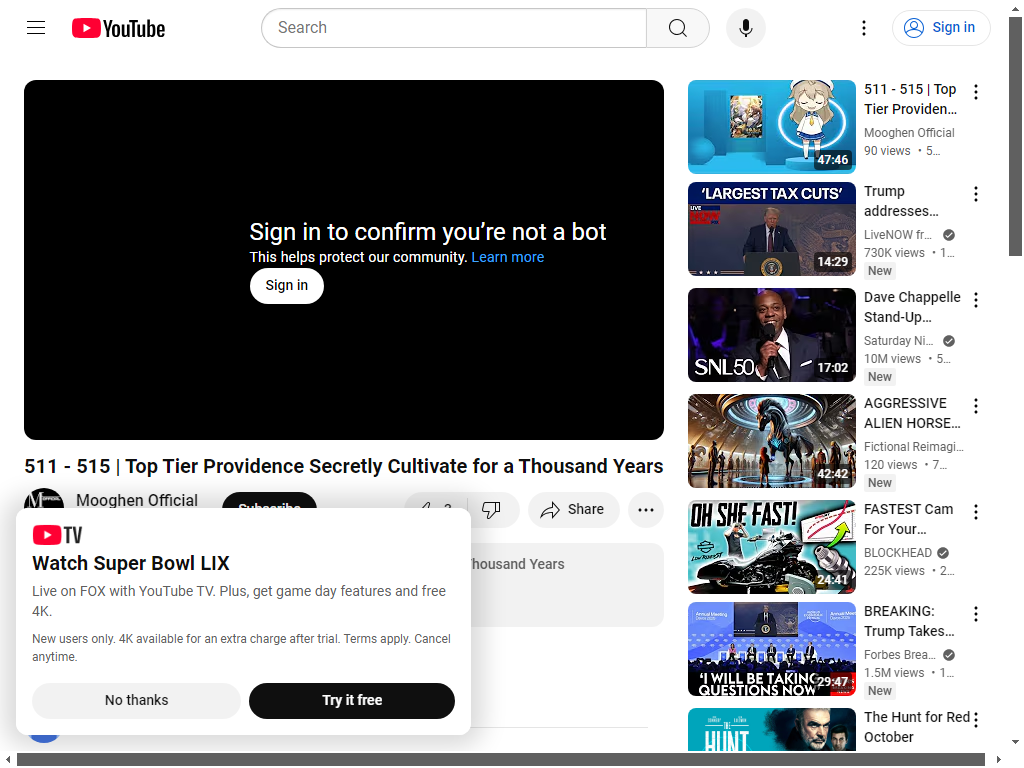 YouTube
Search
Sign in
Sign in to confirm you’re not a bot
This helps protect our community. Learn more
Sign in
511 - 515 | Top Tier Providence Secretly Cultivate for a Thousand Years
Mooghen Official
Subscribe
Share
Thousand Years
TV
Watch Super Bowl LIX
Live on FOX with YouTube TV. Plus, get game day features and free
4K.
New users only. 4K available for an extra charge after trial. Terms apply. Cancel
anytime.
No thanks
Try it free
47:46
511 - 515 | Top
Tier Providen…
Mooghen Official
90 views • 5…
‘LARGEST TAX CUTS’
LIVE
14:29
Trump
addresses…
LiveNOW fr…
730K views • 1…
New
SNL50
17:02
Dave Chappelle
Stand-Up…
Saturday Ni…
10M views • 5…
New
42:42
AGGRESSIVE
ALIEN HORSE…
Fictional Reimagi…
120 views • 7…
New
OH SHE FAST!
24:41
FASTEST Cam
For Your…
BLOCKHEAD
225K views • 2…
‘I WILL BE TAKING
QUESTIONS NOW
29:47
BREAKING:
Trump Takes…
Forbes Brea…
1.5M views • 1…
New
THE HUNT
The Hunt for Red
October